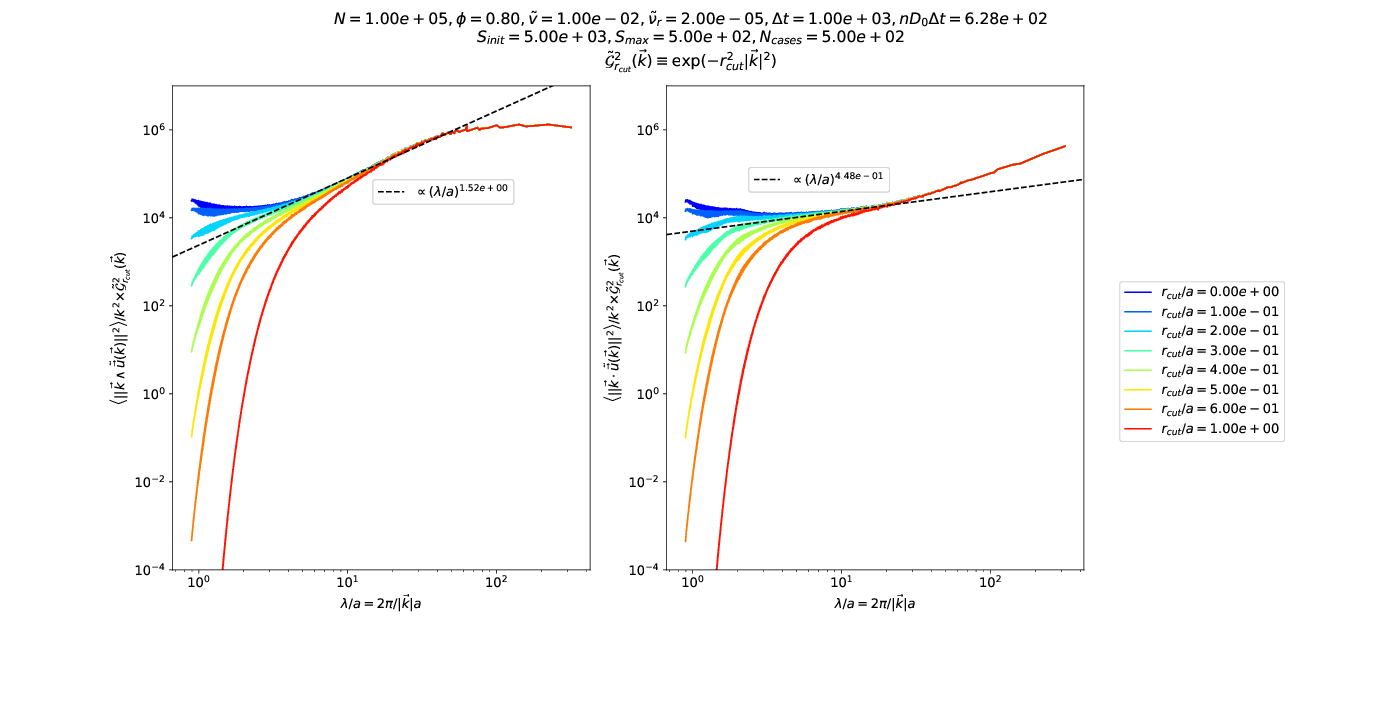 N = 1.00e + 05, ϕ = 0.80, ṽ = 1.00e − 02, ṽ_r = 2.00e − 05, Δt = 1.00e + 03, nD_0Δt = 6.28e + 02
S_init = 5.00e + 03, S_max = 5.00e + 02, N_cases = 5.00e + 02
𝒢̃²_{r_cut}(k⃗) ≡ exp(−r²_cut|k⃗|²)
10⁶
10⁴
10²
10⁰
10⁻²
10⁻⁴
10⁰
10¹
10²
⟨||k⃗ ∧ ũ⃗(k⃗)||²⟩/k² × 𝒢̃²_{r_cut}(k⃗)
λ/a = 2π/|k⃗|a
∝ (λ/a)^{1.52e + 00}
10⁶
10⁴
10²
10⁰
10⁻²
10⁻⁴
10⁰
10¹
10²
⟨||k⃗ · ũ⃗(k⃗)||²⟩/k² × 𝒢̃²_{r_cut}(k⃗)
λ/a = 2π/|k⃗|a
∝ (λ/a)^{4.48e − 01}
r_cut/a = 0.00e + 00
r_cut/a = 1.00e − 01
r_cut/a = 2.00e − 01
r_cut/a = 3.00e − 01
r_cut/a = 4.00e − 01
r_cut/a = 5.00e − 01
r_cut/a = 6.00e − 01
r_cut/a = 1.00e + 00